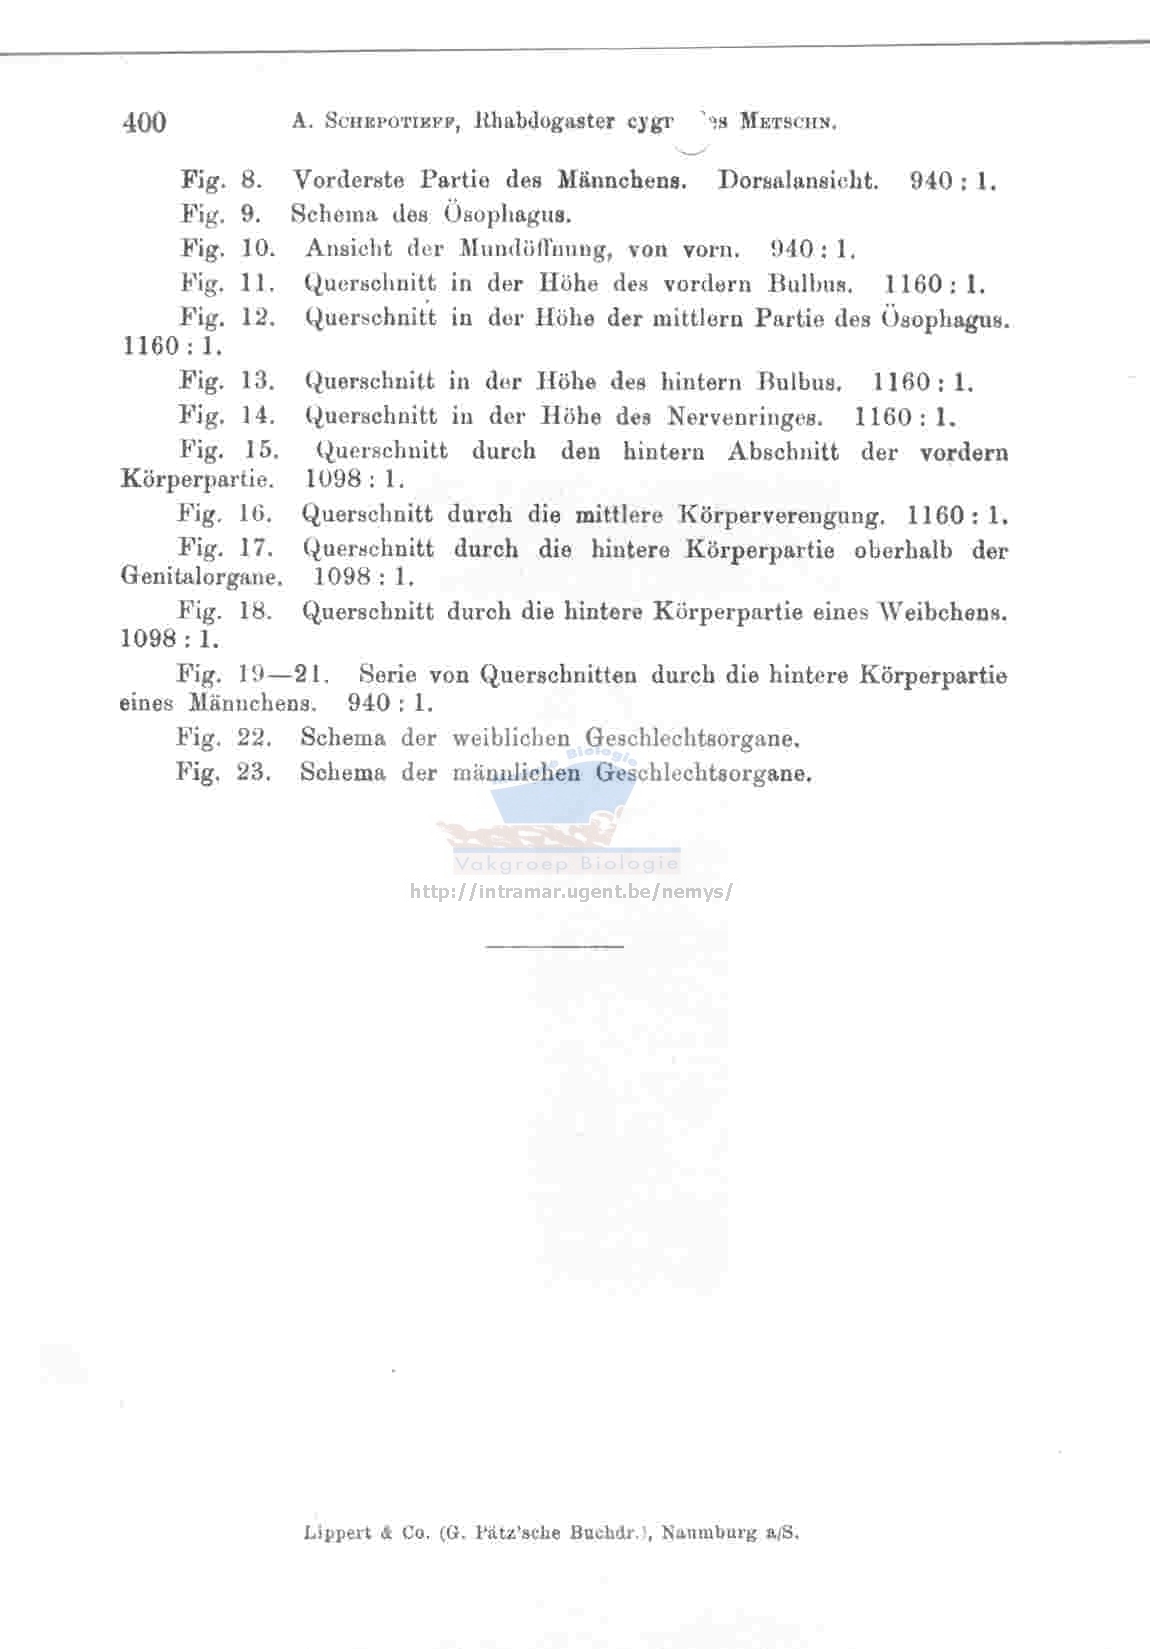 400 A. SCHEPOTIEFF, Rhabdogaster METSCHN.
Fig. 8. Vorderste Partie des Männchens. Dorsalansicht. 940 : 1.
Fig. 9. Schema des Ösophagus.
Fig. 10. Ansicht der Mundöffnung, von vorn. 940 : 1.
Fig. 11. Querschnitt in der Höhe des vordern Bulbus. 1160 : 1.
Fig. 12. Querschnitt in der Höhe der mittlern Partie des Ösophagus.
1160 : 1.
Fig. 13. Querschnitt in der Höhe des hintern Bulbus. 1160 : 1.
Fig. 14. Querschnitt in der Höhe des Nervenringes. 1160 : 1.
Fig. 15. Querschnitt durch den hintern Abschnitt der vordern
Körperpartie. 1098 : 1.
Fig. 16. Querschnitt durch die mittlere Körperverengung. 1160 : 1.
Fig. 17. Querschnitt durch die hintere Körperpartie oberhalb der
Genitalorgane. 1098 : 1.
Fig. 18. Querschnitt durch die hintere Körperpartie eines Weibchens.
1098 : 1.
Fig. 19—21. Serie von Querschnitten durch die hintere Körperpartie
eines Männchens. 940 : 1.
Fig. 22. Schema der weiblichen Geschlechtsorgane.
Fig. 23. Schema der männlichen Geschlechtsorgane.
Biologie
Vakgroep Biologie
http://intramar.ugent.be/nemys/
Lippert & Co. (G. Pätz'sche Buchdr.), Naumburg a/S.